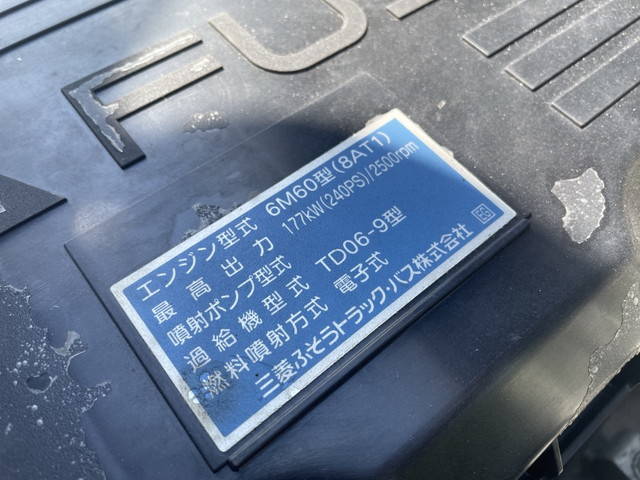 FU
エンジン型式 6M60型(8AT1)
最高出力 177kW(240PS)/2500rpm
噴射ポンプ型式
過給機型式 TD06-9型
燃料噴射方式 電子式
三菱ふそうトラック・バス株式会社